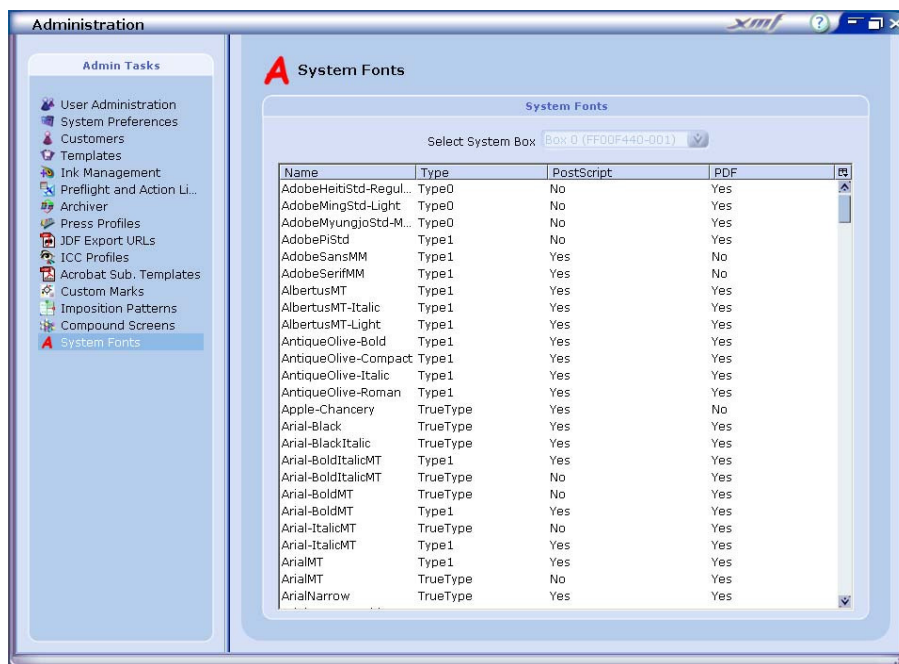 Administration
xmf
?
Admin Tasks
User Administration
System Preferences
Customers
Templates
Ink Management
Preflight and Action Li...
Archiver
Press Profiles
JDF Export URLs
ICC Profiles
Acrobat Sub. Templates
Custom Marks
Imposition Patterns
Compound Screens
A System Fonts
A System Fonts
System Fonts
Select System Box Box 0 (FF00F440-001)
Name Type PostScript PDF
AdobeHeitiStd-Regul... Type0 No Yes
AdobeMingStd-Light Type0 No Yes
AdobeMyungjoStd-M... Type0 No Yes
AdobePiStd Type1 No Yes
AdobeSansMM Type1 Yes No
AdobeSerifMM Type1 Yes No
AlbertusMT Type1 Yes Yes
AlbertusMT-Italic Type1 Yes Yes
AlbertusMT-Light Type1 Yes Yes
AntiqueOlive-Bold Type1 Yes Yes
AntiqueOlive-Compact Type1 Yes Yes
AntiqueOlive-Italic Type1 Yes Yes
AntiqueOlive-Roman Type1 Yes Yes
Apple-Chancery TrueType Yes No
Arial-Black TrueType Yes Yes
Arial-BlackItalic TrueType Yes Yes
Arial-BoldItalicMT Type1 Yes Yes
Arial-BoldItalicMT TrueType No Yes
Arial-BoldMT TrueType No Yes
Arial-BoldMT Type1 Yes Yes
Arial-ItalicMT TrueType No Yes
Arial-ItalicMT Type1 Yes Yes
ArialMT Type1 Yes Yes
ArialMT TrueType No Yes
ArialNarrow TrueType Yes Yes